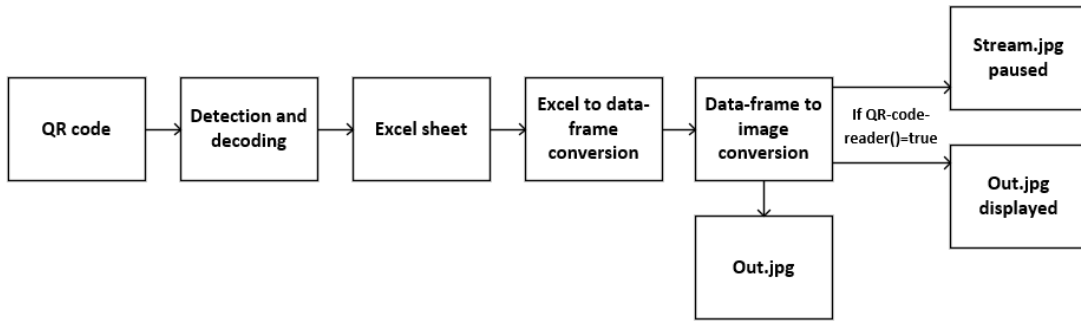 QR code
Detection and
decoding
Excel sheet
Excel to data-
frame
conversion
Data-frame to
image
conversion
If QR-code-
reader()=true
Stream.jpg
paused
Out.jpg
displayed
Out.jpg